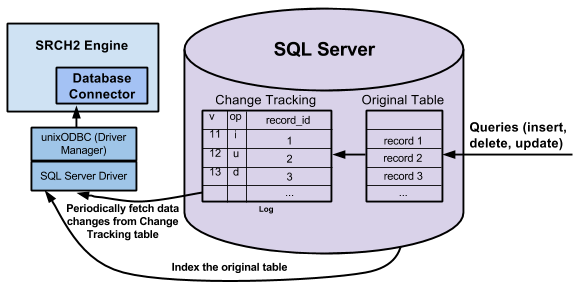 SRCH2 Engine
Database
Connector
unixODBC (Driver
Manager)
SQL Server Driver
SQL Server
Change Tracking
v op record_id
11 i 1
12 u 2
13 d 3
...
Log
Original Table
record 1
record 2
record 3
...
Queries (insert,
delete, update)
Periodically fetch data
changes from Change
Tracking table
Index the original table